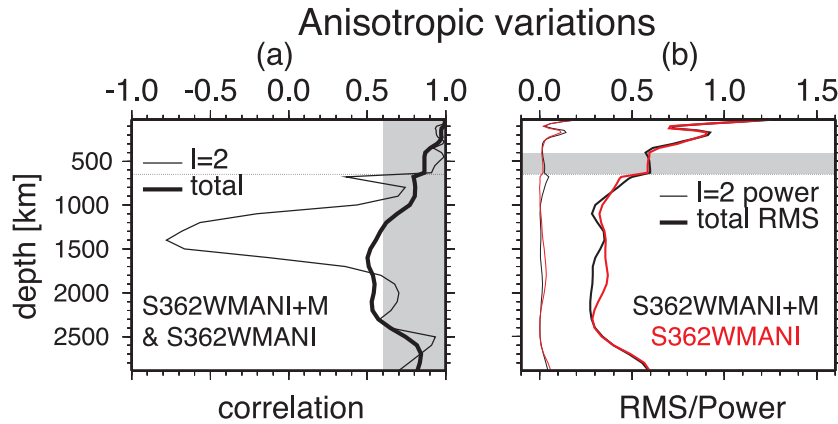 Anisotropic variations
(a)
(b)
-1.0 -0.5 0.0 0.5 1.0
0.0 0.5 1.0 1.5
500
1000
1500
2000
2500
depth [km]
l=2
total
S362WMANI+M
& S362WMANI
l=2 power
total RMS
S362WMANI+M
S362WMANI
correlation
RMS/Power